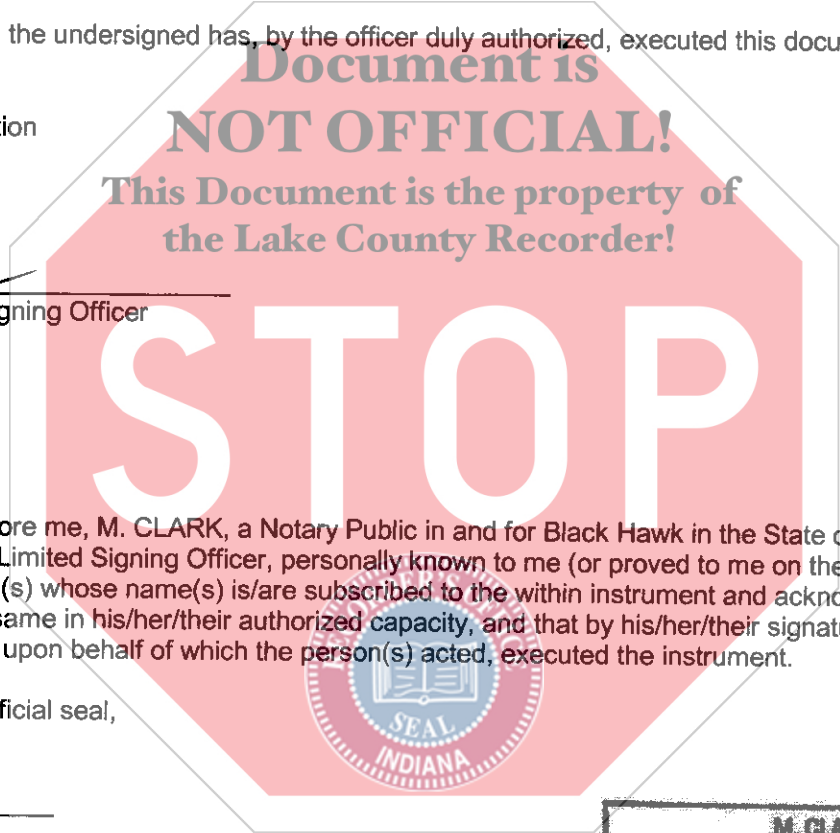 the undersigned has, by the officer duly authorized, executed this docu
Document is
tion
NOT OFFICIAL!
This Document is the property of
the Lake County Recorder!
gning Officer
STOP
ore me, M. CLARK, a Notary Public in and for Black Hawk in the State o
Limited Signing Officer, personally known to me (or proved to me on the
(s) whose name(s) is/are subscribed to the within instrument and ackno
same in his/her/their authorized capacity, and that by his/her/their signat
upon behalf of which the person(s) acted, executed the instrument.
RECORDER'S OFFICE
ficial seal,
SEAL
INDIANA
M. CLA